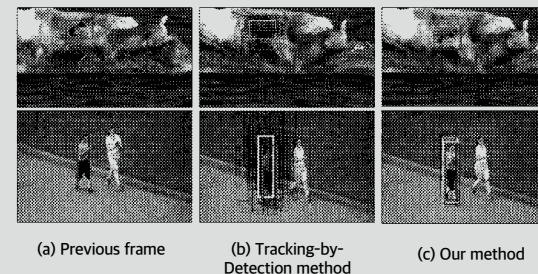 (a) Previous frame
(b) Tracking-by-
Detection method
(c) Our method